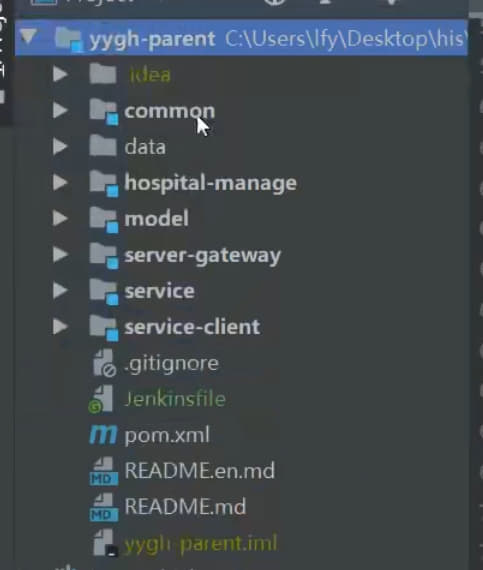 yygh-parent C:\Users\lfy\Desktop\his\
.idea
common
data
hospital-manage
model
server-gateway
service
service-client
.gitignore
Jenkinsfile
pom.xml
README.en.md
README.md
yygh-parent.iml